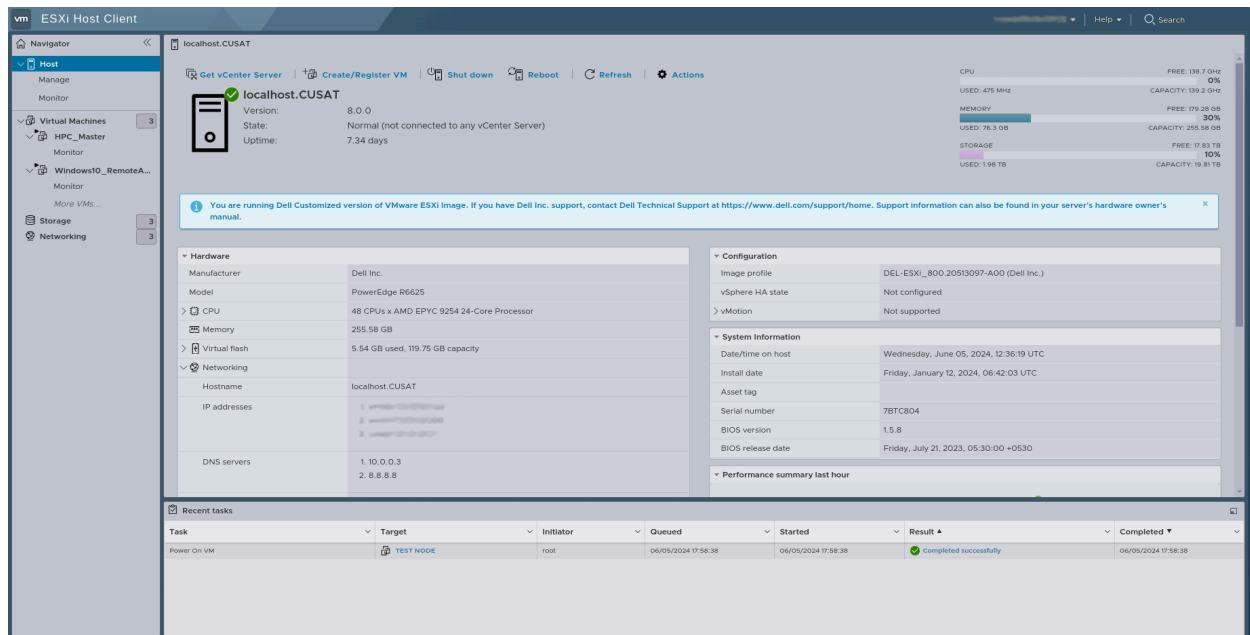 vm ESXi Host Client
Help
Search
Navigator
Host
Manage
Monitor
Virtual Machines 3
HPC_Master
Monitor
Windows10_RemoteA...
Monitor
More VMs...
Storage 3
Networking 3
localhost.CUSAT
Get vCenter Server Create/Register VM Shut down Reboot Refresh Actions
localhost.CUSAT
Version: 8.0.0
State: Normal (not connected to any vCenter Server)
Uptime: 7.34 days
CPU FREE: 138.7 GHz
0%
USED: 475 MHz CAPACITY: 139.2 GHz
MEMORY FREE: 179.28 GB
30%
USED: 76.3 GB CAPACITY: 255.58 GB
STORAGE FREE: 17.83 TB
10%
USED: 1.98 TB CAPACITY: 19.81 TB
You are running Dell Customized version of VMware ESXi Image. If you have Dell Inc. support, contact Dell Technical Support at https://www.dell.com/support/home. Support information can also be found in your server's hardware owner's
manual.
Hardware
Manufacturer Dell Inc.
Model PowerEdge R6625
CPU 48 CPUs x AMD EPYC 9254 24-Core Processor
Memory 255.58 GB
Virtual flash 5.54 GB used, 119.75 GB capacity
Networking
Hostname localhost.CUSAT
IP addresses 1.
2.
3.
DNS servers 1. 10.0.0.3
2. 8.8.8.8
Configuration
Image profile DEL-ESXi_800.20513097-A00 (Dell Inc.)
vSphere HA state Not configured
vMotion Not supported
System Information
Date/time on host Wednesday, June 05, 2024, 12:36:19 UTC
Install date Friday, January 12, 2024, 06:42:03 UTC
Asset tag
Serial number 7BTC804
BIOS version 1.5.8
BIOS release date Friday, July 21, 2023, 05:30:00 +0530
Performance summary last hour
Recent tasks
Task Target Initiator Queued Started Result Completed
Power On VM TEST NODE root 06/05/2024 17:58:38 06/05/2024 17:58:38 Completed successfully 06/05/2024 17:58:38